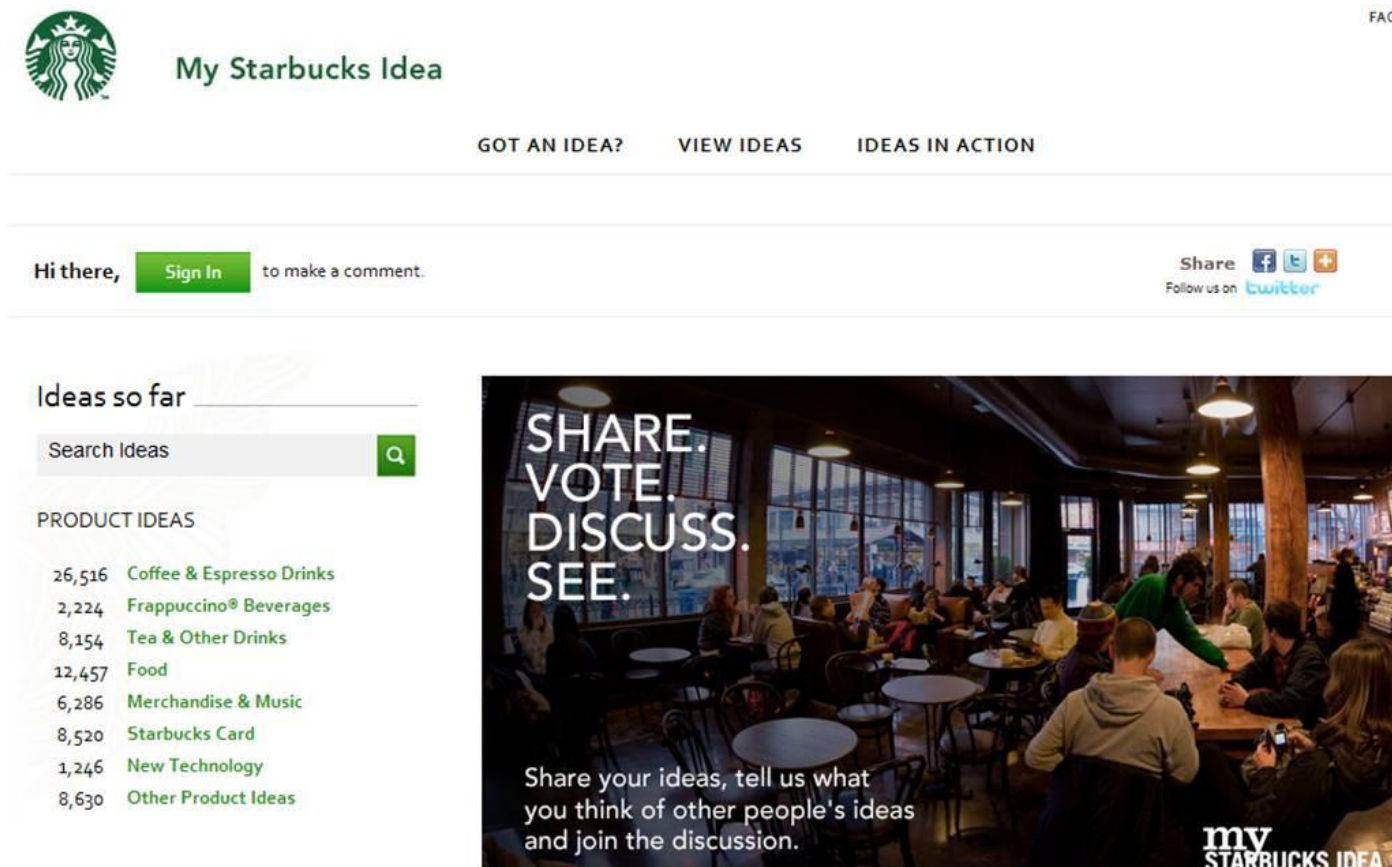 FAQ
My Starbucks Idea
GOT AN IDEA? VIEW IDEAS IDEAS IN ACTION
Hi there, Sign In to make a comment.
Share
Follow us on twitter
Ideas so far
Search Ideas
PRODUCT IDEAS
26,516 Coffee & Espresso Drinks
2,224 Frappuccino® Beverages
8,154 Tea & Other Drinks
12,457 Food
6,286 Merchandise & Music
8,520 Starbucks Card
1,246 New Technology
8,630 Other Product Ideas
SHARE.
VOTE.
DISCUSS.
SEE.
Share your ideas, tell us what
you think of other people's ideas
and join the discussion.
my
STARBUCKS IDEA